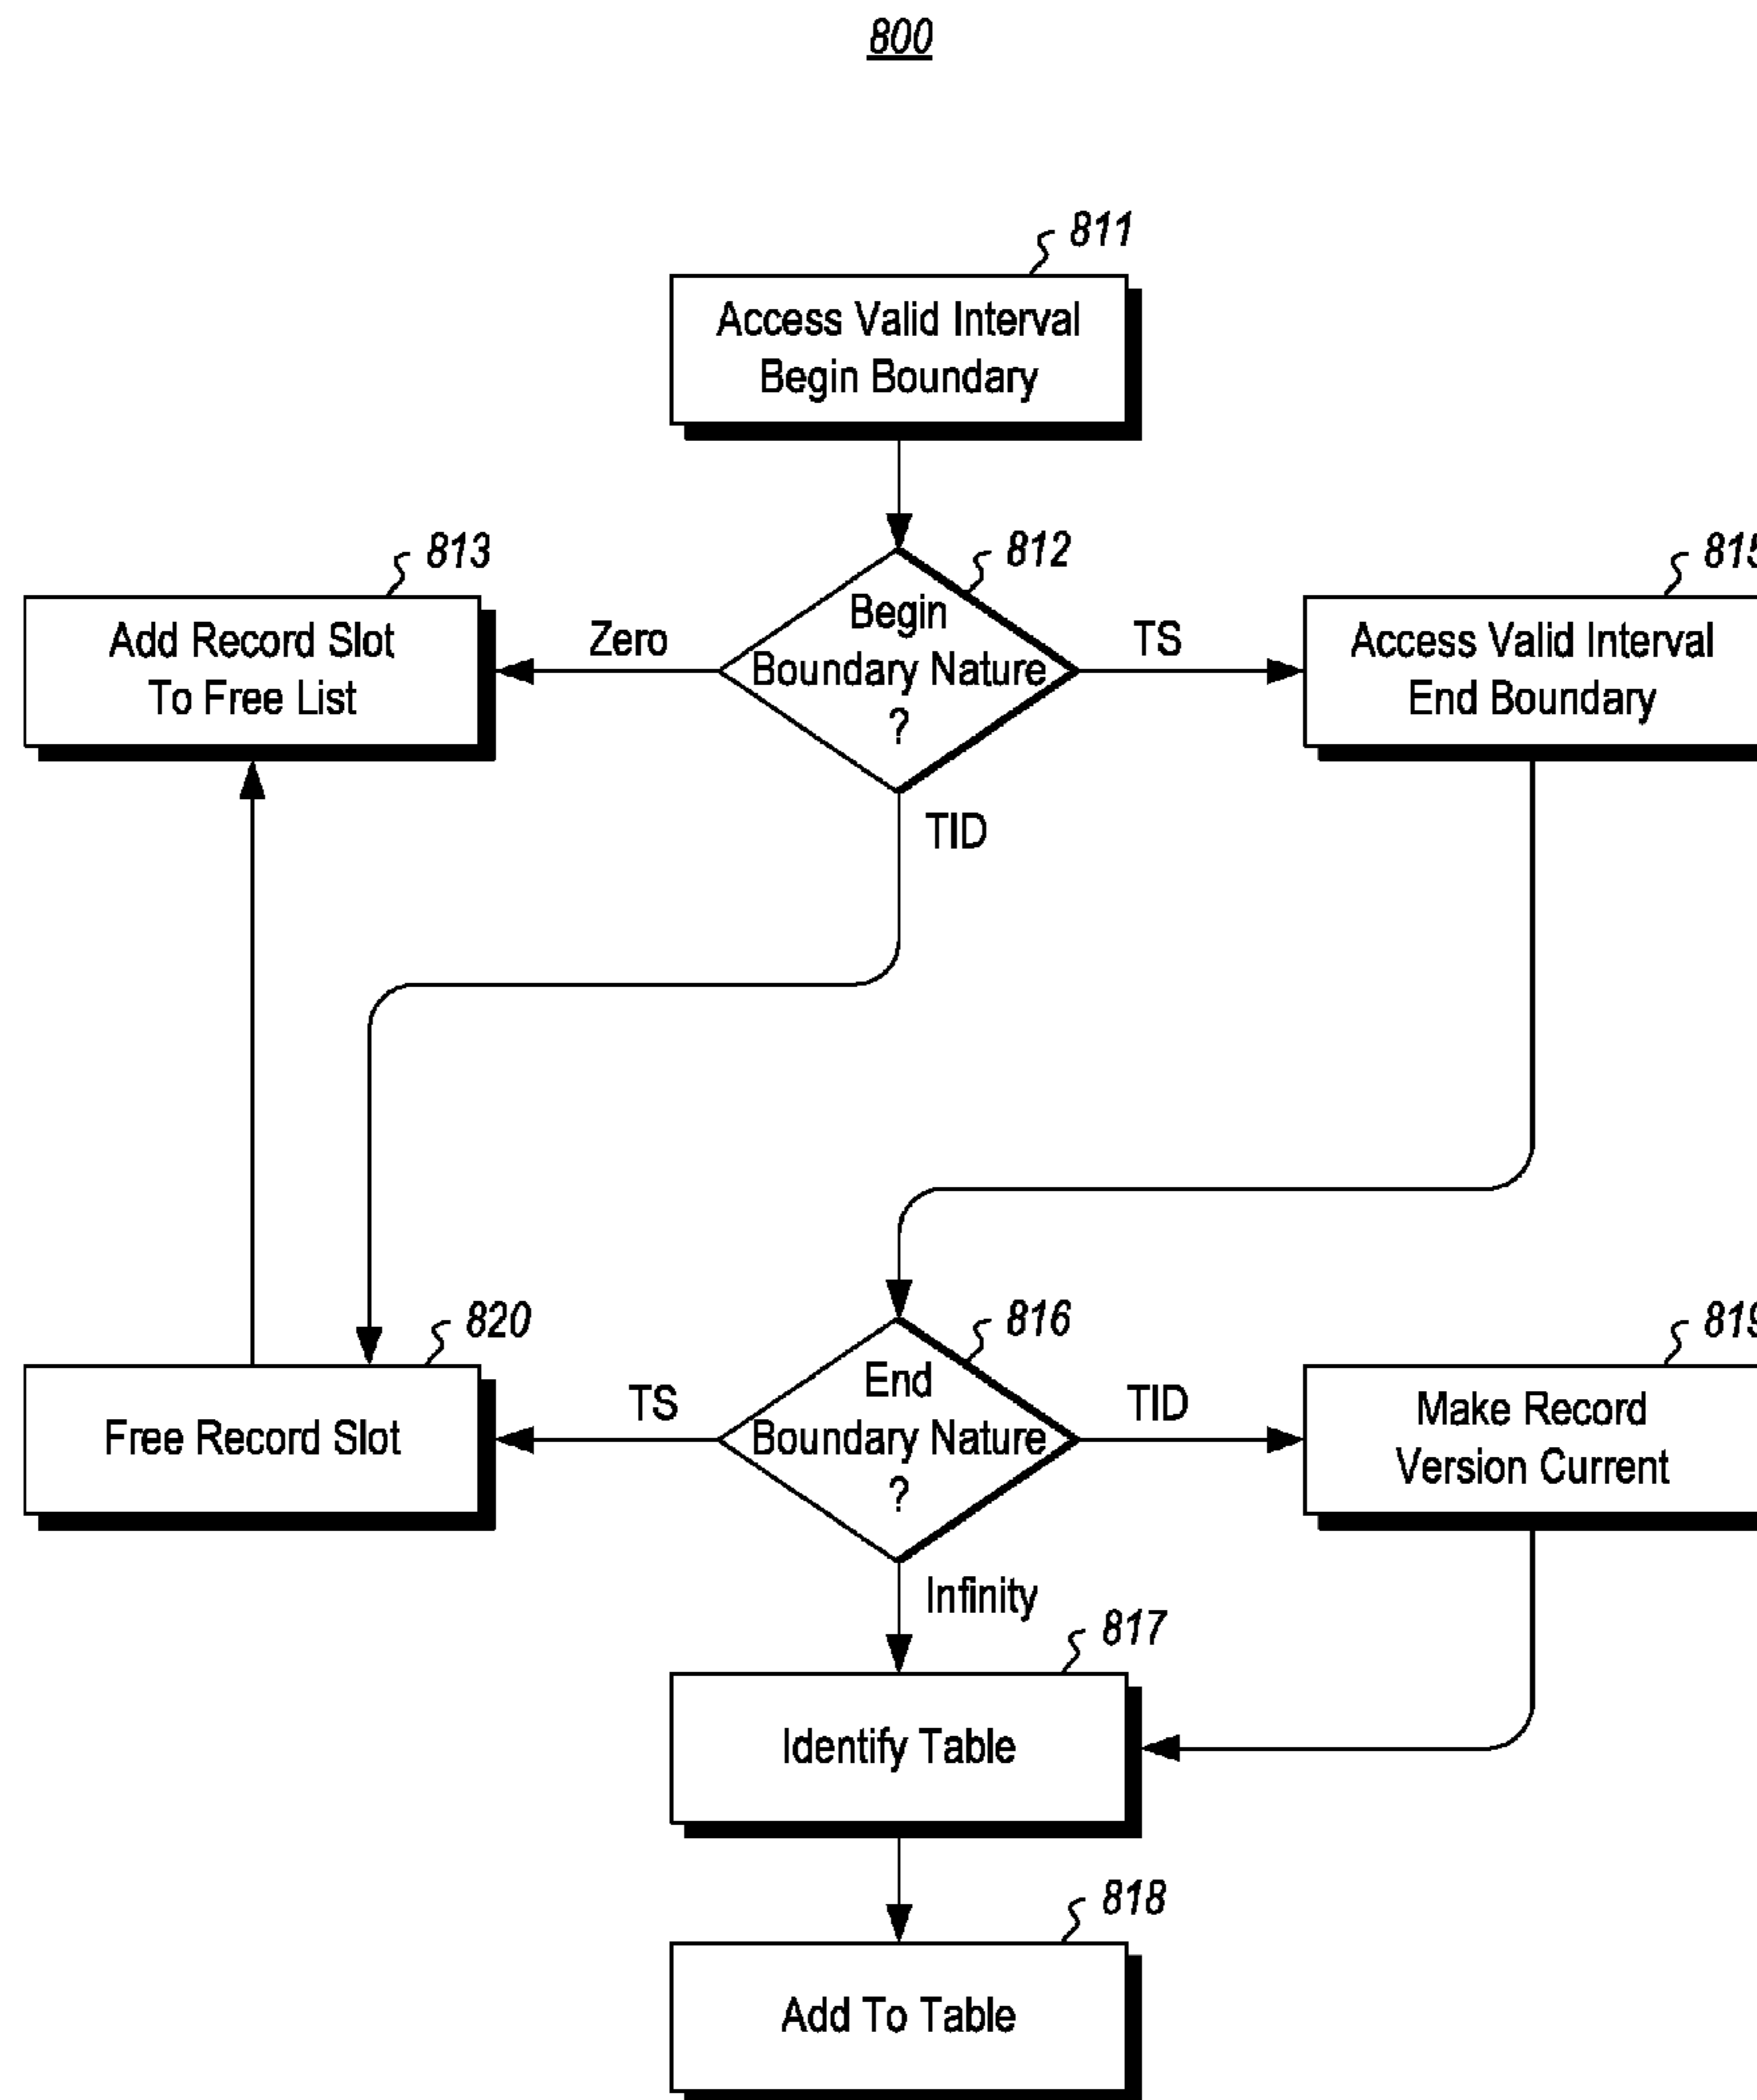 800
811
Access Valid Interval
Begin Boundary
813
812
815
Add Record Slot
To Free List
Zero
Begin
Boundary Nature
?
TS
Access Valid Interval
End Boundary
TID
820
816
819
Free Record Slot
TS
End
Boundary Nature
?
TID
Make Record
Version Current
Infinity
817
Identify Table
818
Add To Table